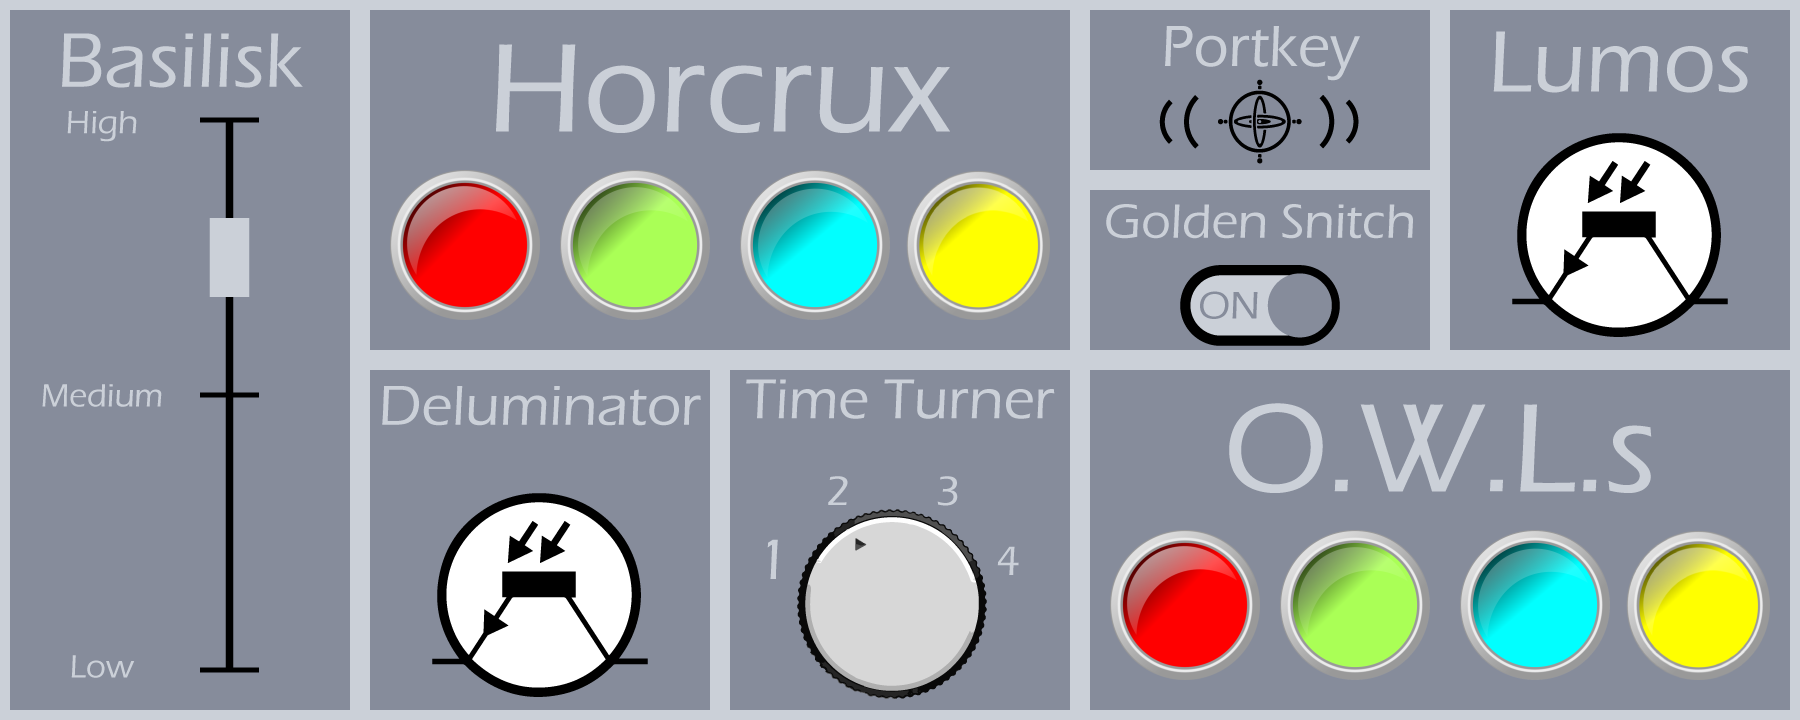 Basilisk
High
Medium
Low
Horcrux
Portkey
Golden Snitch
ON
Lumos
Deluminator
Time Turner
1
2
3
4
O.W.L.s